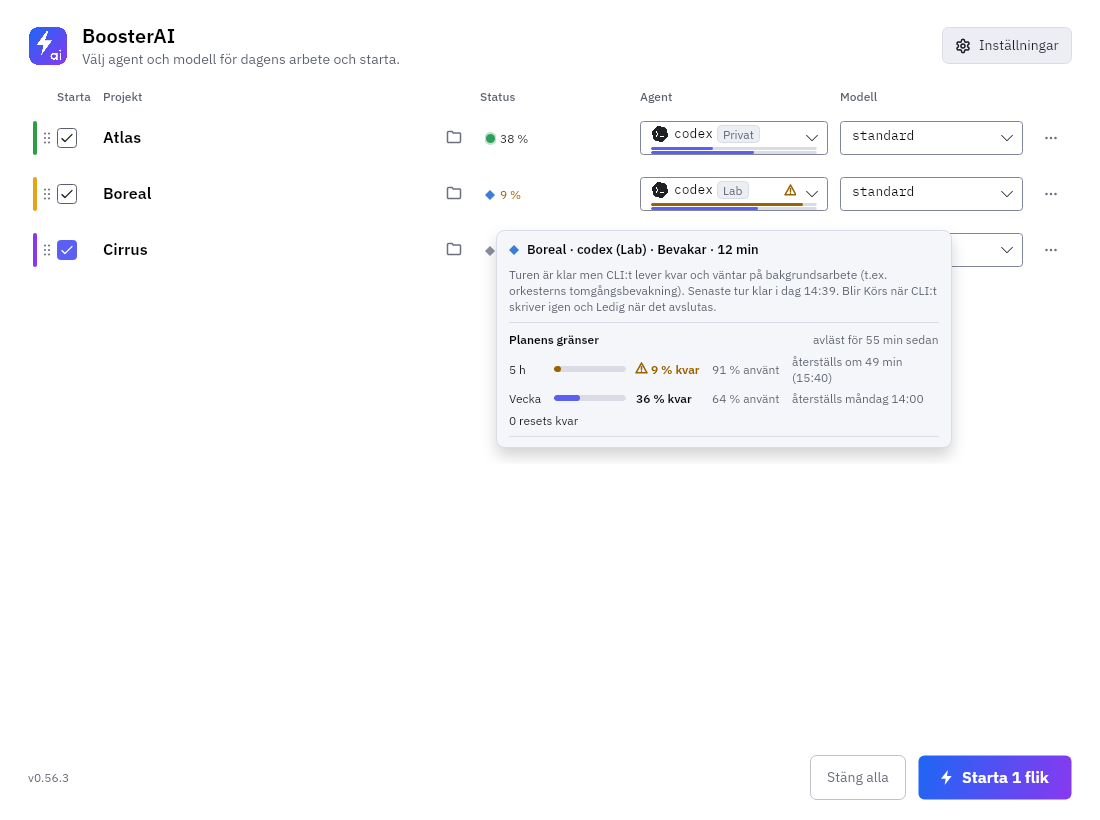 ai
BoosterAI
Välj agent och modell för dagens arbete och starta.
Inställningar
Starta Projekt Status Agent Modell
Atlas 38 % codex Privat standard
Boreal 9 % codex Lab standard
Cirrus
Boreal · codex (Lab) · Bevakar · 12 min
Turen är klar men CLI:t lever kvar och väntar på bakgrundsarbete (t.ex.
orkesterns tomgångsbevakning). Senaste tur klar i dag 14:39. Blir Körs när CLI:t
skriver igen och Ledig när det avslutas.
Planens gränser avläst för 55 min sedan
5 h 9 % kvar 91 % använt återställs om 49 min
(15:40)
Vecka 36 % kvar 64 % använt återställs måndag 14:00
0 resets kvar
v0.56.3 Stäng alla Starta 1 flik